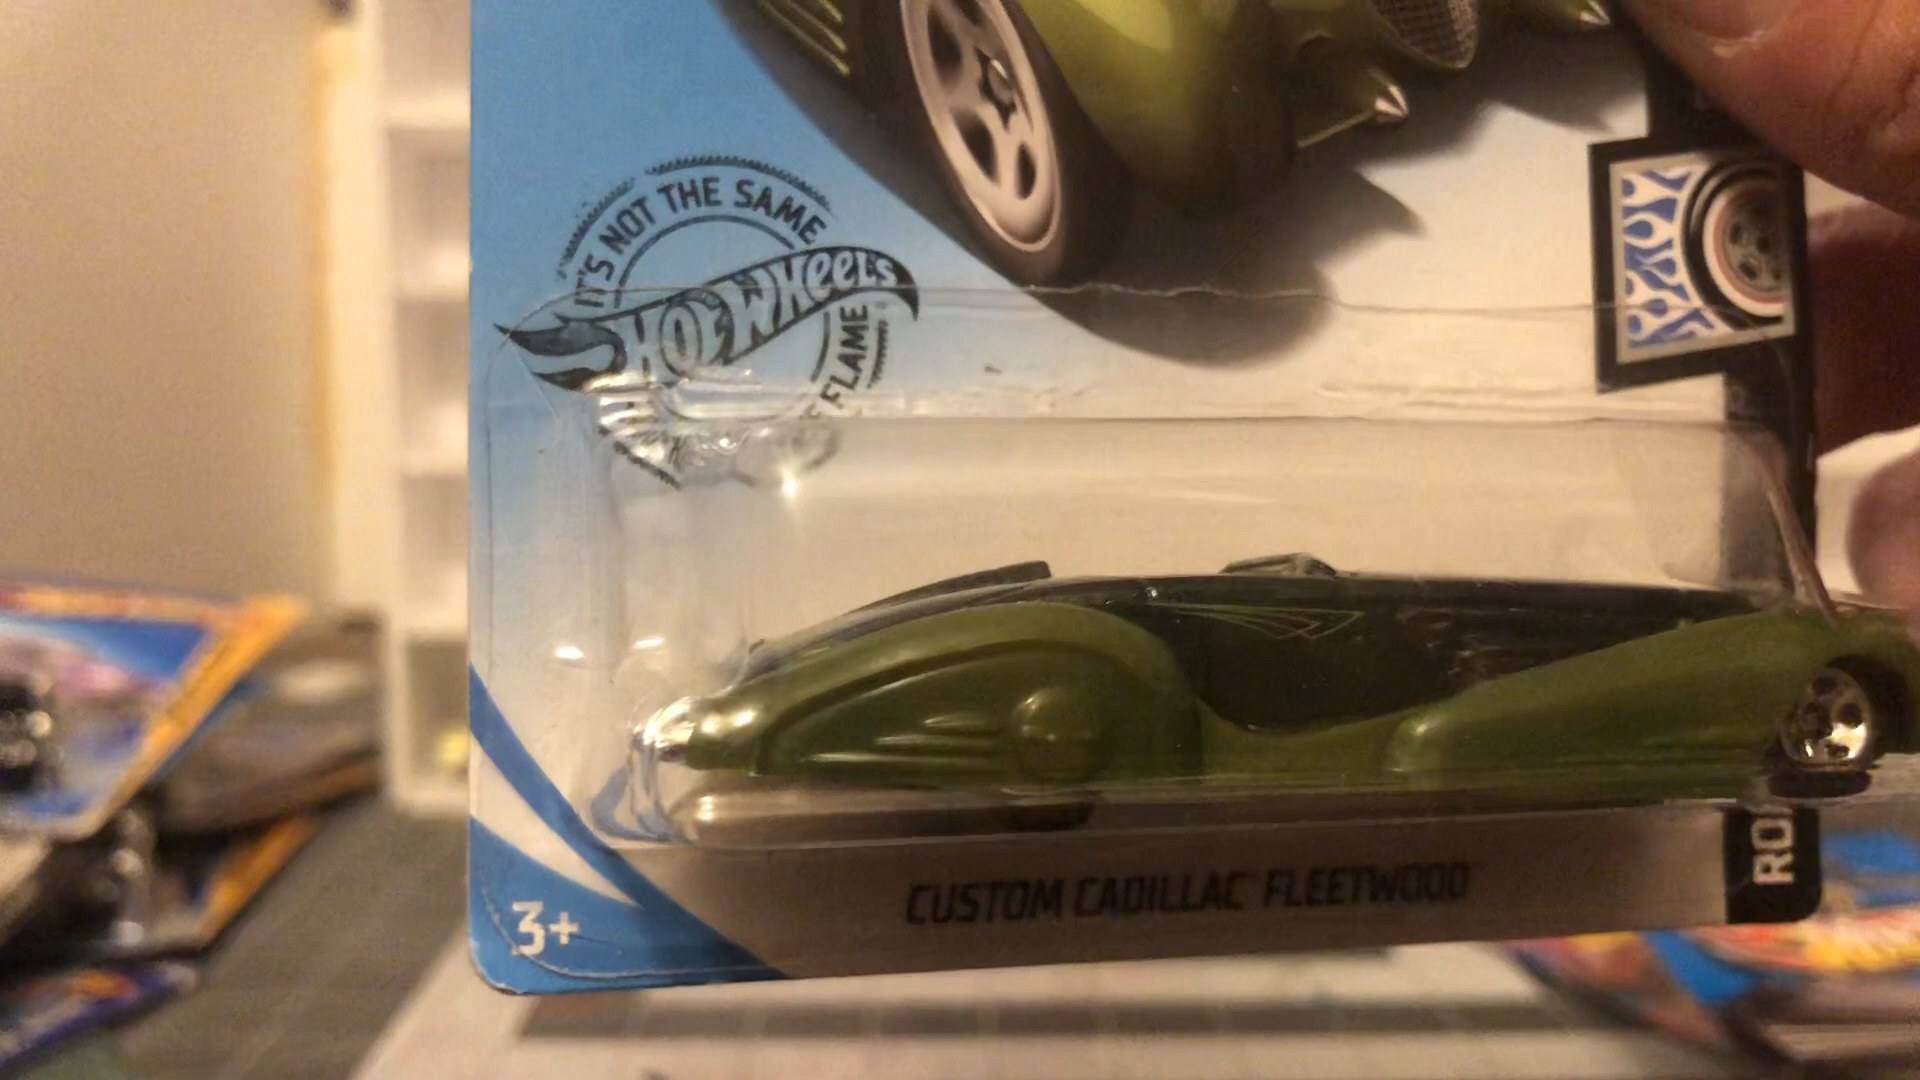 IT'S NOT THE SAME
HOT WHEELS
FLAME
CUSTOM CADILLAC FLEETWOOD
3+
RO